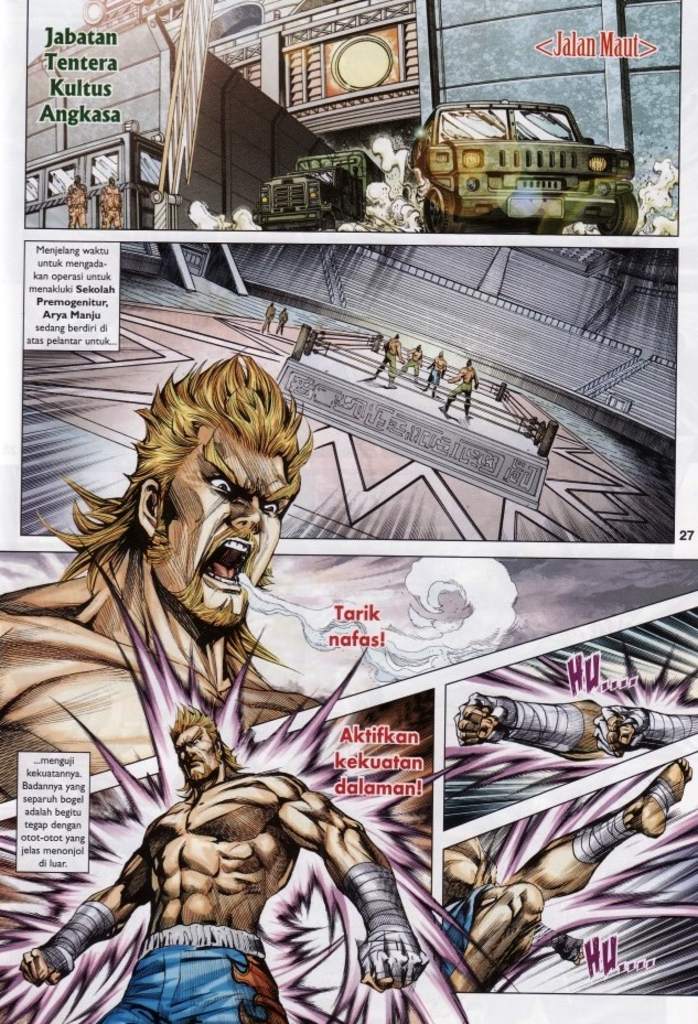 Jabatan
Tentera
Kultus
Angkasa
<Jalan Maut>
Menjelang waktu
untuk mengada-
kan operasi untuk
menakluki Sekolah
Premogenitur,
Arya Manju
sedang berdiri di
atas pelantar untuk...
27
Tarik
nafas!
Aktifkan
kekuatan
dalaman!
HU....
...menguji
kekuatannya.
Badannya yang
separuh bogel
adalah begitu
tegap dengan
otot-otot yang
jelas menonjol
di luar.
HU....